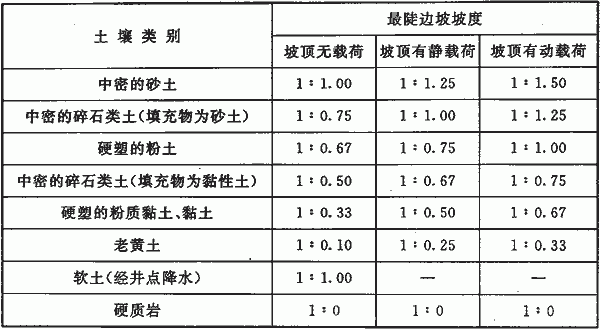 土壤类别 最陡边坡坡度
坡顶无载荷 坡顶有静载荷 坡顶有动载荷
中密的砂土 1∶1.00 1∶1.25 1∶1.50
中密的碎石类土(填充物为砂土) 1∶0.75 1∶1.00 1∶1.25
硬塑的粉土 1∶0.67 1∶0.75 1∶1.00
中密的碎石类土(填充物为黏性土) 1∶0.50 1∶0.67 1∶0.75
硬塑的粉质黏土、黏土 1∶0.33 1∶0.50 1∶0.67
老黄土 1∶0.10 1∶0.25 1∶0.33
软土(经井点降水) 1∶1.00 — —
硬质岩 1∶0 1∶0 1∶0